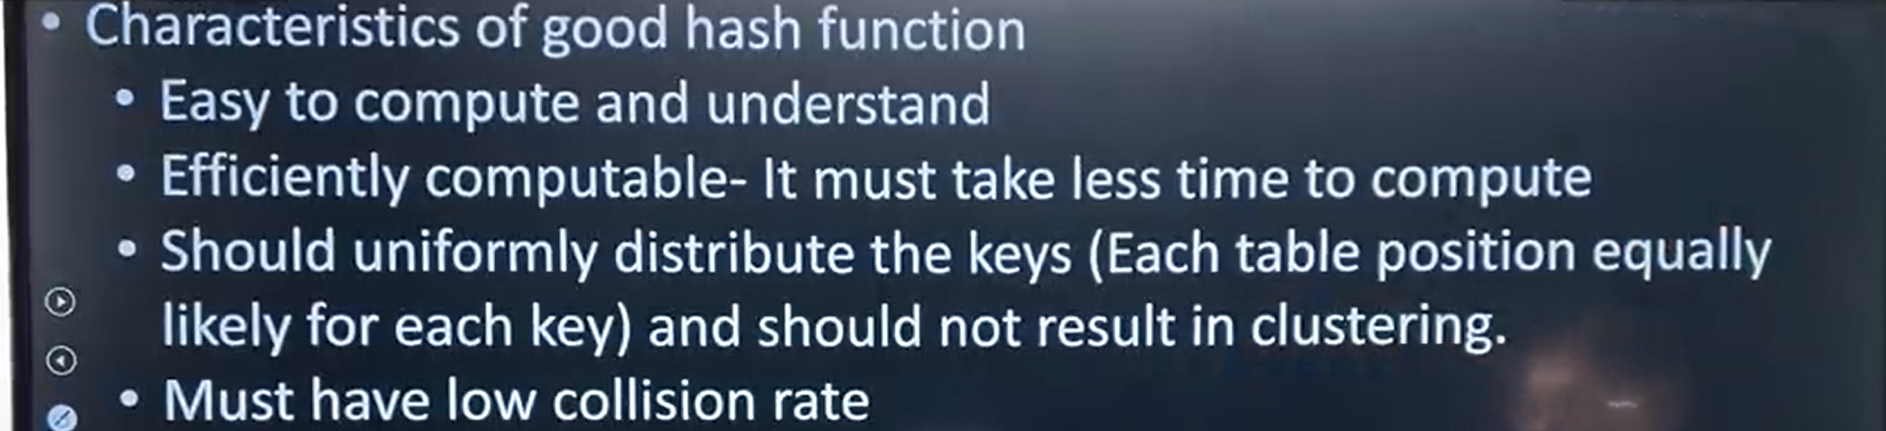 • Characteristics of good hash function
• Easy to compute and understand
• Efficiently computable- It must take less time to compute
• Should uniformly distribute the keys (Each table position equally
likely for each key) and should not result in clustering.
• Must have low collision rate